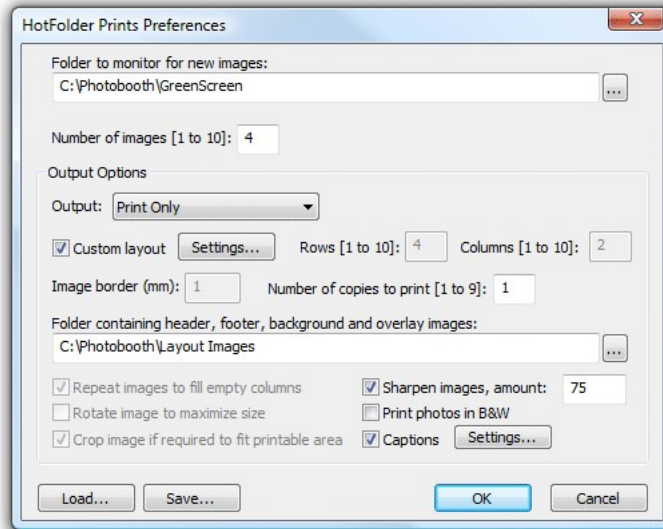 HotFolder Prints Preferences
Folder to monitor for new images:
C:\Photobooth\GreenScreen
...
Number of images [1 to 10]: 4
Output Options
Output: Print Only
Custom layout Settings... Rows [1 to 10]: 4 Columns [1 to 10]: 2
Image border (mm): 1 Number of copies to print [1 to 9]: 1
Folder containing header, footer, background and overlay images:
C:\Photobooth\Layout Images
...
Repeat images to fill empty columns Sharpen images, amount: 75
Rotate image to maximize size Print photos in B&W
Crop image if required to fit printable area Captions Settings...
Load... Save... OK Cancel